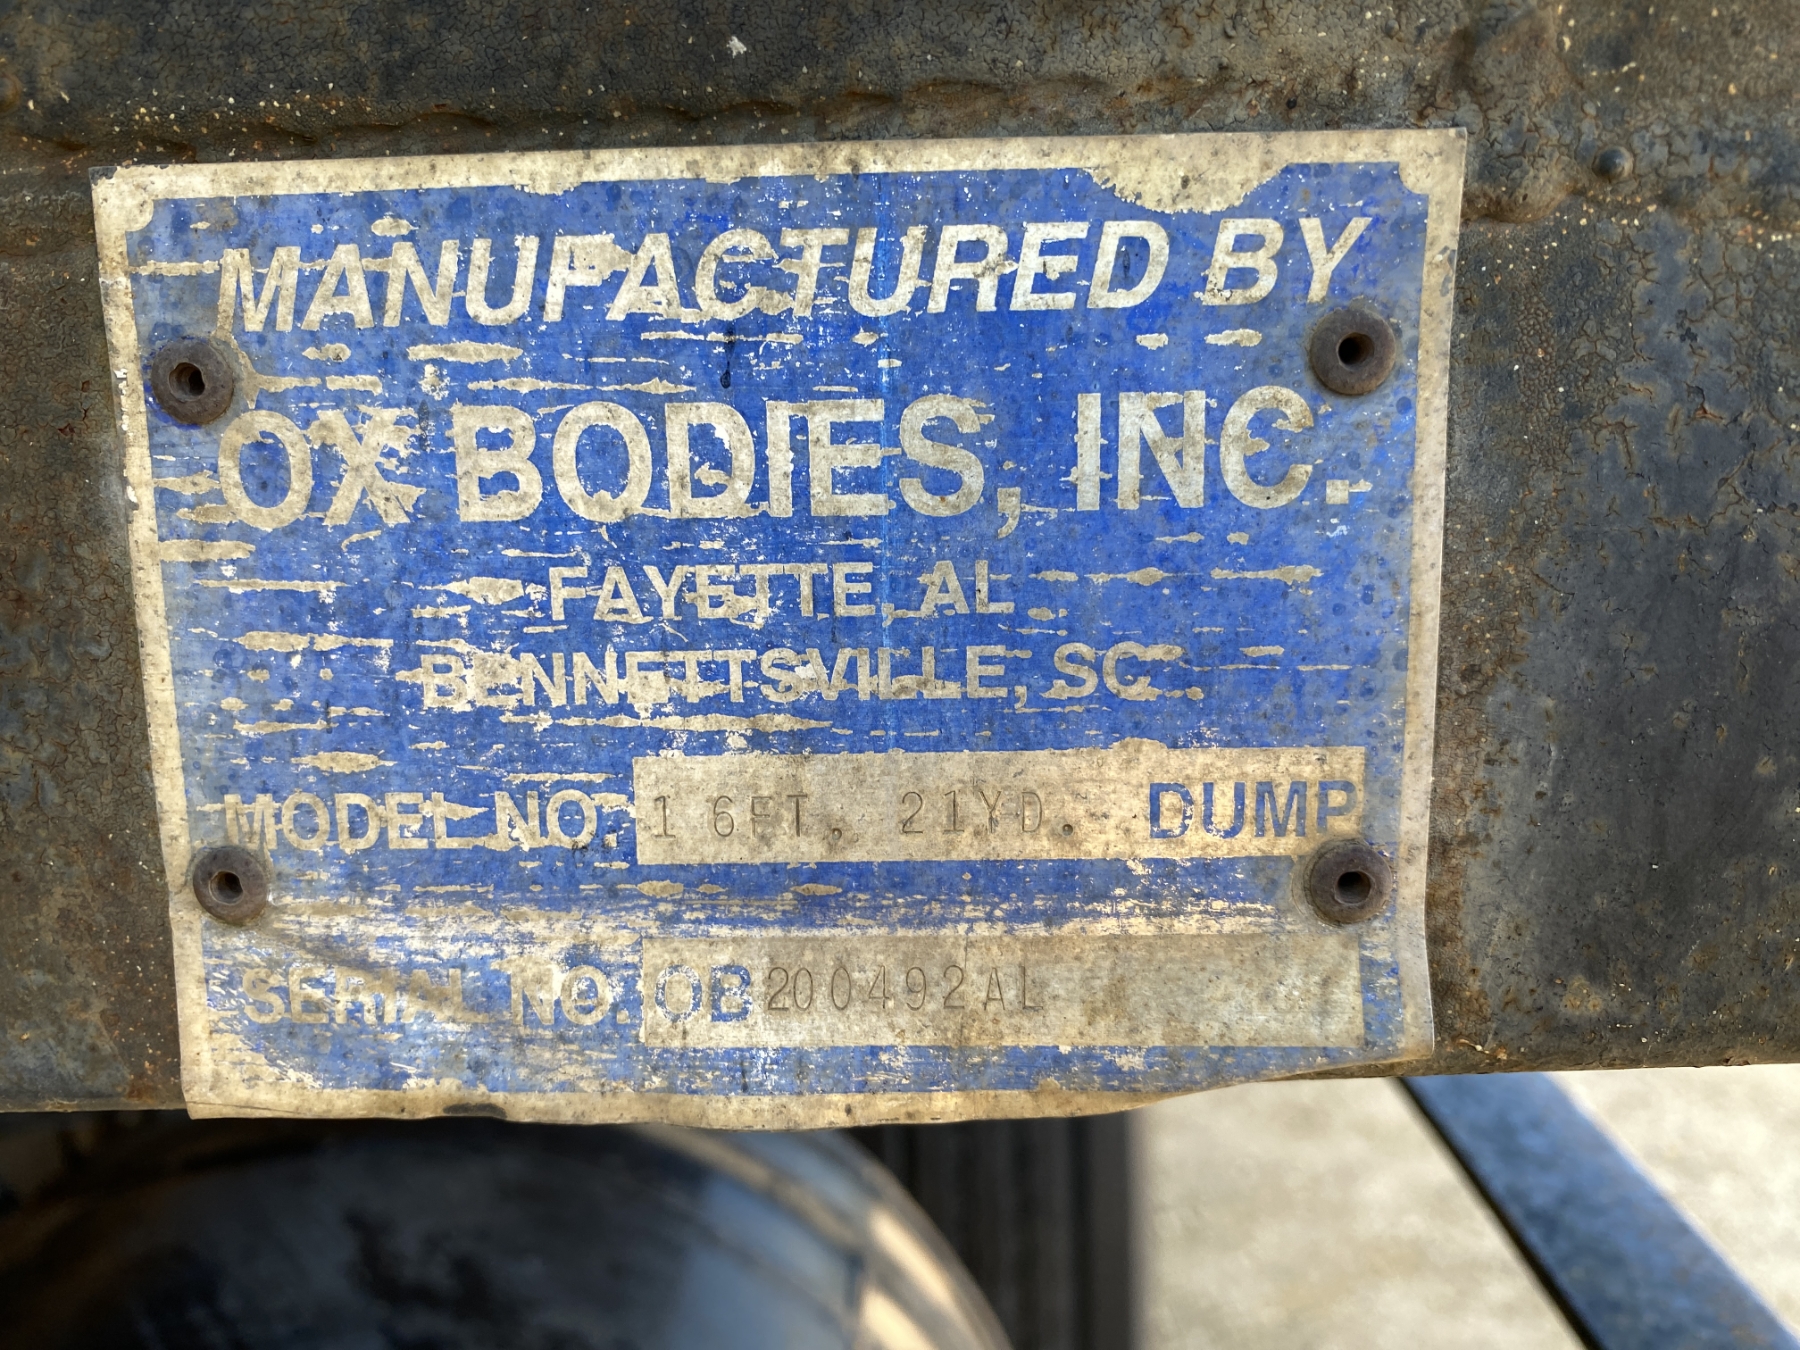 MANUFACTURED BY
OX BODIES, INC.
FAYETTE, AL
BENNETTSVILLE, SC
MODEL NO. 16FT. 21YD. DUMP
SERIAL NO. OB200492AL